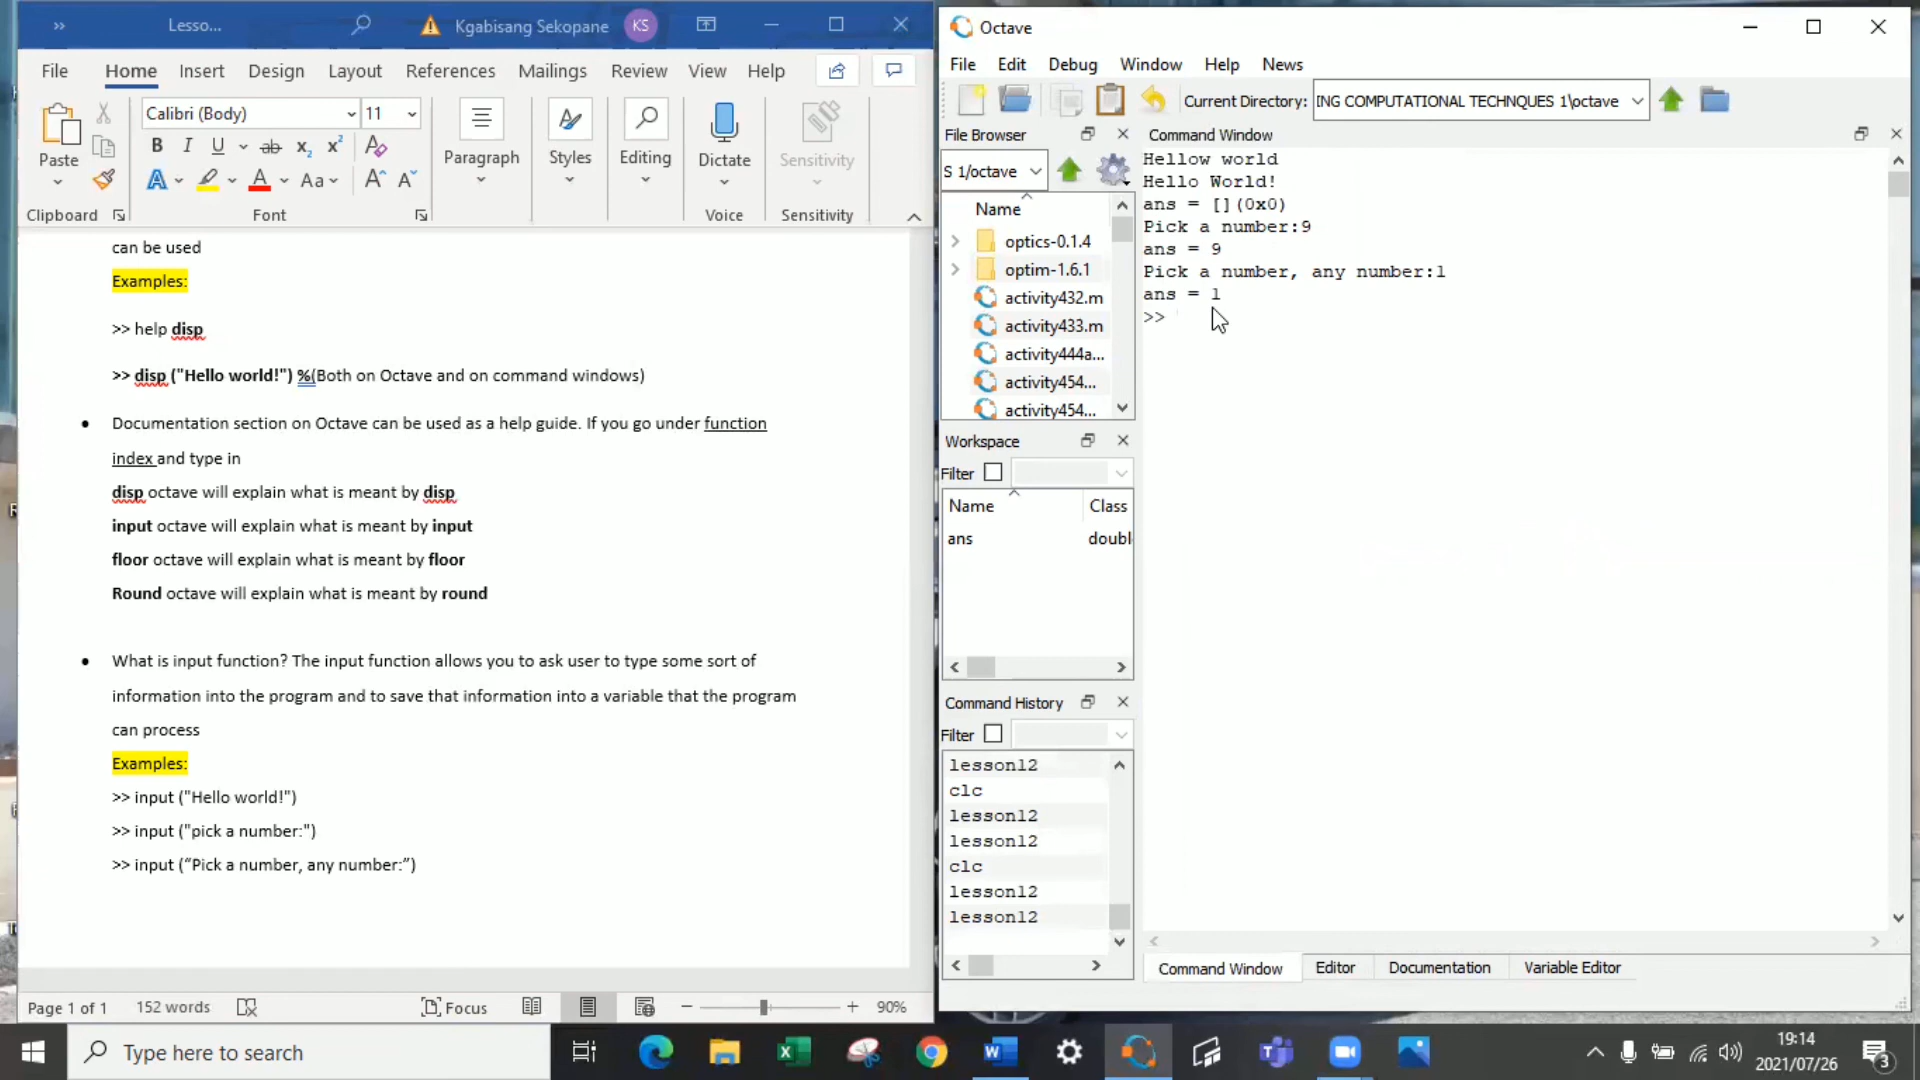 »
Lesso...
Kgabisang Sekopane
KS
File Home Insert Design Layout References Mailings Review View Help
Calibri (Body)
11
Paste
B I U ab x₂ x²
A A Aa A A
Paragraph
Styles
Editing
Dictate
Sensitivity
Clipboard
Font
Voice
can be used
Examples:
>> help disp
>> disp ("Hello world!") %(Both on Octave and on command windows)
• Documentation section on Octave can be used as a help guide. If you go under function
index and type in
disp octave will explain what is meant by disp
input octave will explain what is meant by input
floor octave will explain what is meant by floor
Round octave will explain what is meant by round
• What is input function? The input function allows you to ask user to type some sort of
information into the program and to save that information into a variable that the program
can process
Examples:
>> input ("Hello world!")
>> input ("pick a number:")
>> input (“Pick a number, any number:”)
Page 1 of 1 152 words Focus 90%
Octave
File Edit Debug Window Help News
Current Directory: ING COMPUTATIONAL TECHNQUES 1\octave
File Browser
S 1/octave
Name
optics-0.1.4
optim-1.6.1
activity432.m
activity433.m
activity444a...
activity454...
activity454...
Workspace
Filter
Name Class
ans doubl
Command History
Filter
lesson12
clc
lesson12
lesson12
clc
lesson12
lesson12
Command Window
Hellow world
Hello World!
ans = [](0x0)
Pick a number:9
ans = 9
Pick a number, any number:1
ans = 1
>>
Command Window Editor Documentation Variable Editor
Type here to search
19:14
2021/07/26
3